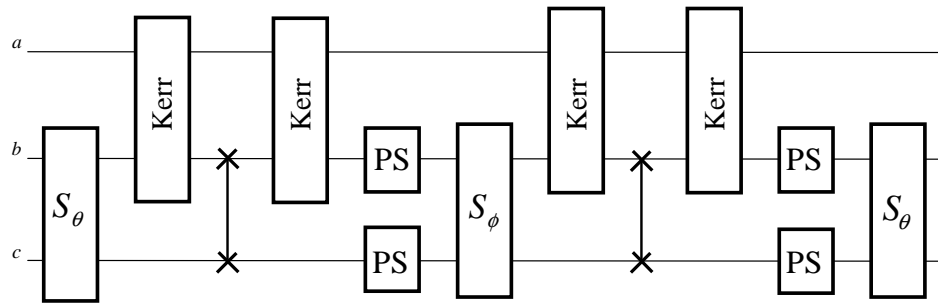 a
Kerr Kerr Kerr Kerr
b
PS PS
S_θ S_φ S_θ
c
PS PS